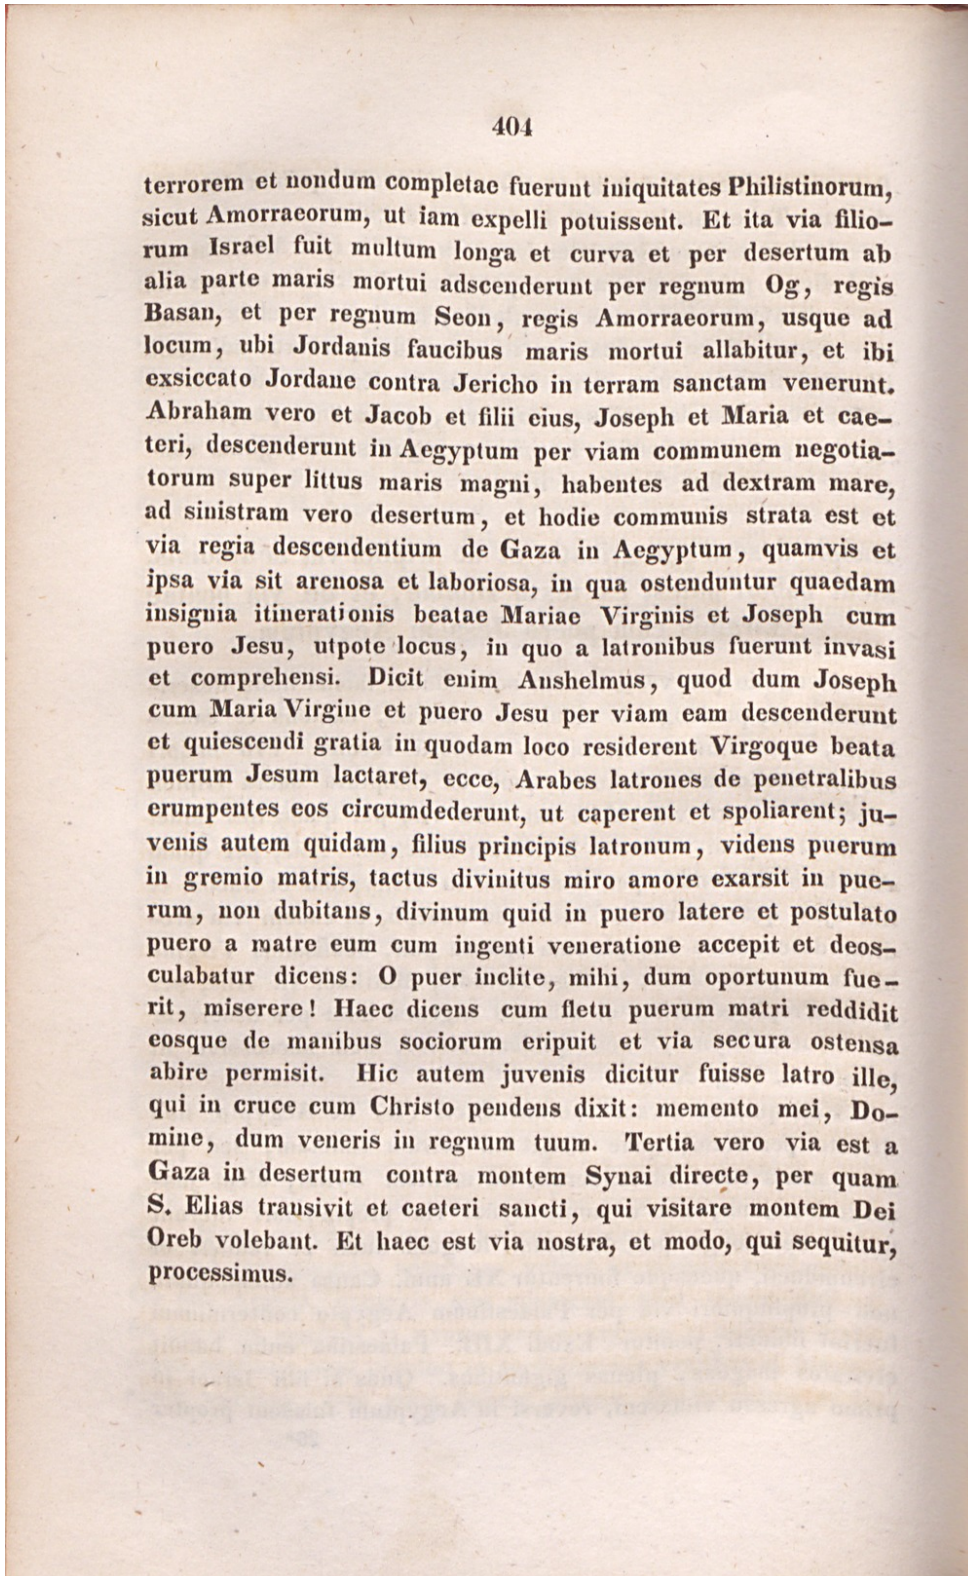 404
terrorem et nondum completae fuerunt iniquitates Philistinorum,
sicut Amorraeorum, ut iam expelli potuissent. Et ita via filio-
rum Israel fuit multum longa et curva et per desertum ab
alia parte maris mortui adscenderunt per regnum Og, regis
Basan, et per regnum Seon, regis Amorraeorum, usque ad
locum, ubi Jordanis faucibus maris mortui allabitur, et ibi
exsiccato Jordane contra Jericho in terram sanctam venerunt.
Abraham vero et Jacob et filii eius, Joseph et Maria et cae-
teri, descenderunt in Aegyptum per viam communem negotia-
torum super littus maris magni, habentes ad dextram mare,
ad sinistram vero desertum, et hodie communis strata est et
via regia descendentium de Gaza in Aegyptum, quamvis et
ipsa via sit arenosa et laboriosa, in qua ostenduntur quaedam
insignia itinerationis beatae Mariae Virginis et Joseph cum
puero Jesu, utpote locus, in quo a latronibus fuerunt invasi
et comprehensi. Dicit enim Anshelmus, quod dum Joseph
cum Maria Virgine et puero Jesu per viam eam descenderunt
et quiescendi gratia in quodam loco residerent Virgoque beata
puerum Jesum lactaret, ecce, Arabes latrones de penetralibus
erumpentes eos circumdederunt, ut caperent et spoliarent; ju-
venis autem quidam, filius principis latronum, videns puerum
in gremio matris, tactus divinitus miro amore exarsit in pue-
rum, non dubitans, divinum quid in puero latere et postulato
puero a matre eum cum ingenti veneratione accepit et deos-
culabatur dicens: O puer inclite, mihi, dum oportunum fue-
rit, miserere! Haec dicens cum fletu puerum matri reddidit
eosque de manibus sociorum eripuit et via secura ostensa
abire permisit. Hic autem juvenis dicitur fuisse latro ille,
qui in cruce cum Christo pendens dixit: memento mei, Do-
mine, dum veneris in regnum tuum. Tertia vero via est a
Gaza in desertum contra montem Synai directe, per quam
S. Elias transivit et caeteri sancti, qui visitare montem Dei
Oreb volebant. Et haec est via nostra, et modo, qui sequitur,
processimus.